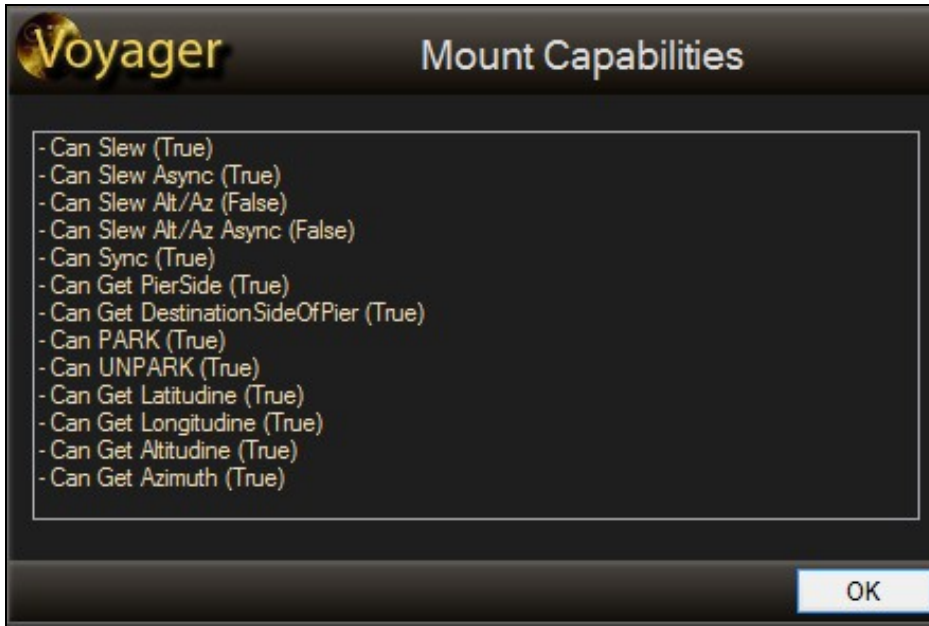 Voyager
Mount Capabilities
- Can Slew (True)
- Can Slew Async (True)
- Can Slew Alt/Az (False)
- Can Slew Alt/Az Async (False)
- Can Sync (True)
- Can Get PierSide (True)
- Can Get DestinationSideOfPier (True)
- Can PARK (True)
- Can UNPARK (True)
- Can Get Latitudine (True)
- Can Get Longitudine (True)
- Can Get Altitudine (True)
- Can Get Azimuth (True)
OK